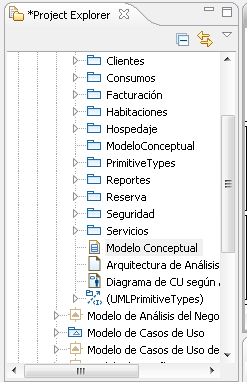 *Project Explorer
Clientes
Consumos
Facturación
Habitaciones
Hospedaje
ModeloConceptual
PrimitiveTypes
Reportes
Reserva
Seguridad
Servicios
Modelo Conceptual
Arquitectura de Análisis
Diagrama de CU según
(UMLPrimitiveTypes)
Modelo de Análisis del Nego
Modelo de Casos de Uso
Modelo de Casos de Uso de